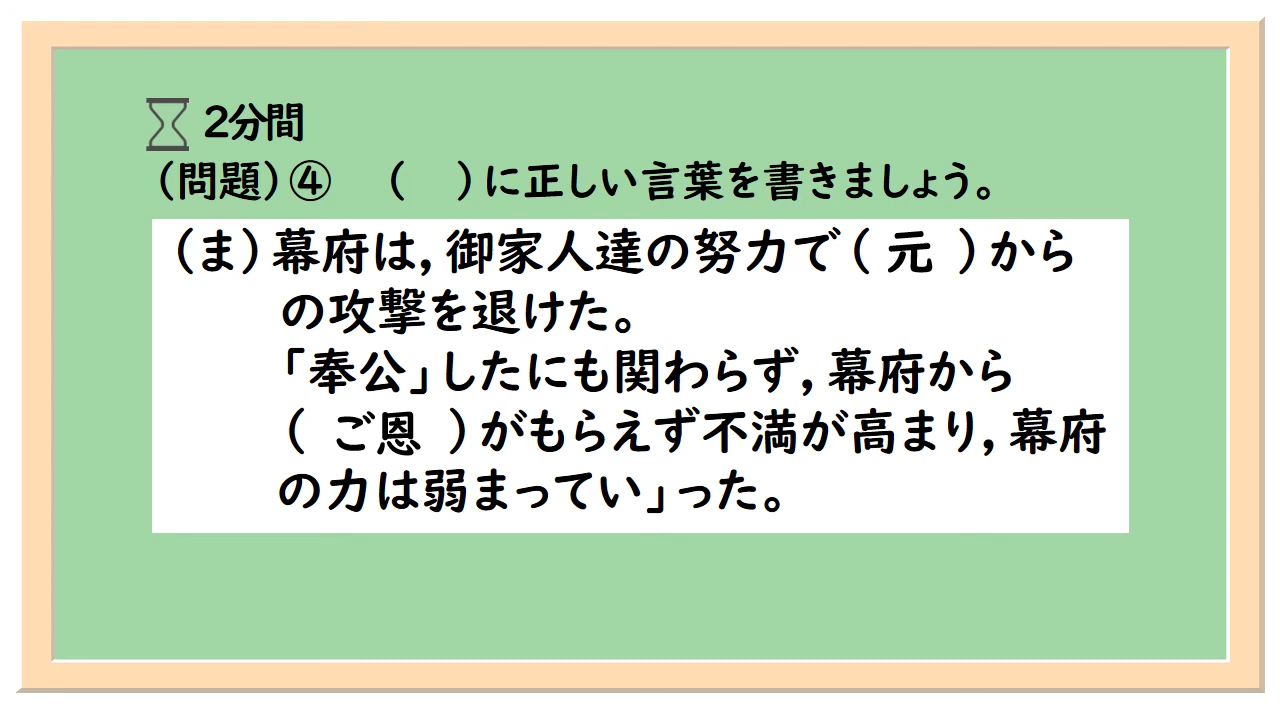 2分間
(問題)④ ( )に正しい言葉を書きましょう。
(ま)幕府は,御家人達の努力で( 元 )から
の攻撃を退けた。
「奉公」したにも関わらず,幕府から
( ご恩 )がもらえず不満が高まり,幕府
の力は弱まってい」った。